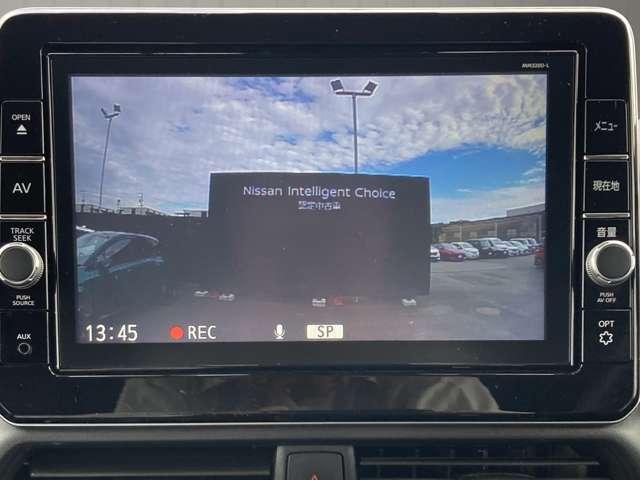 MM320D-L
OPEN
AV
TRACK
SEEK
PUSH
SOURCE
AUX
Nissan Intelligent Choice
認定中古車
13:45
REC
SP
メニュー
現在地
音量
PUSH
AV OFF
OPT